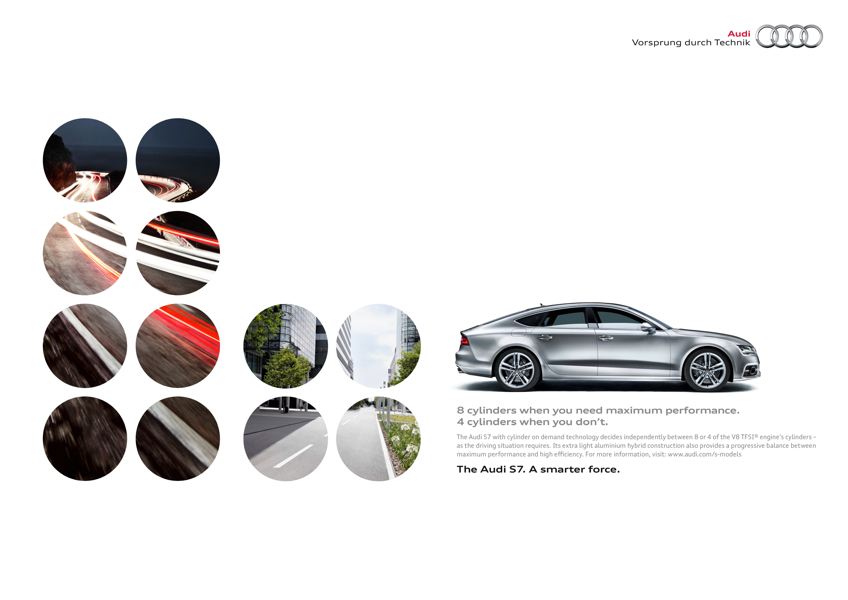 Audi
Vorsprung durch Technik
8 cylinders when you need maximum performance.
4 cylinders when you don't.
The Audi S7 with cylinder on demand technology decides independently between 8 or 4 of the V8 TFSI® engine's cylinders –
as the driving situation requires. Its extra light aluminium hybrid construction also provides a progressive balance between
maximum performance and high efficiency. For more information, visit: www.audi.com/s-models
The Audi S7. A smarter force.